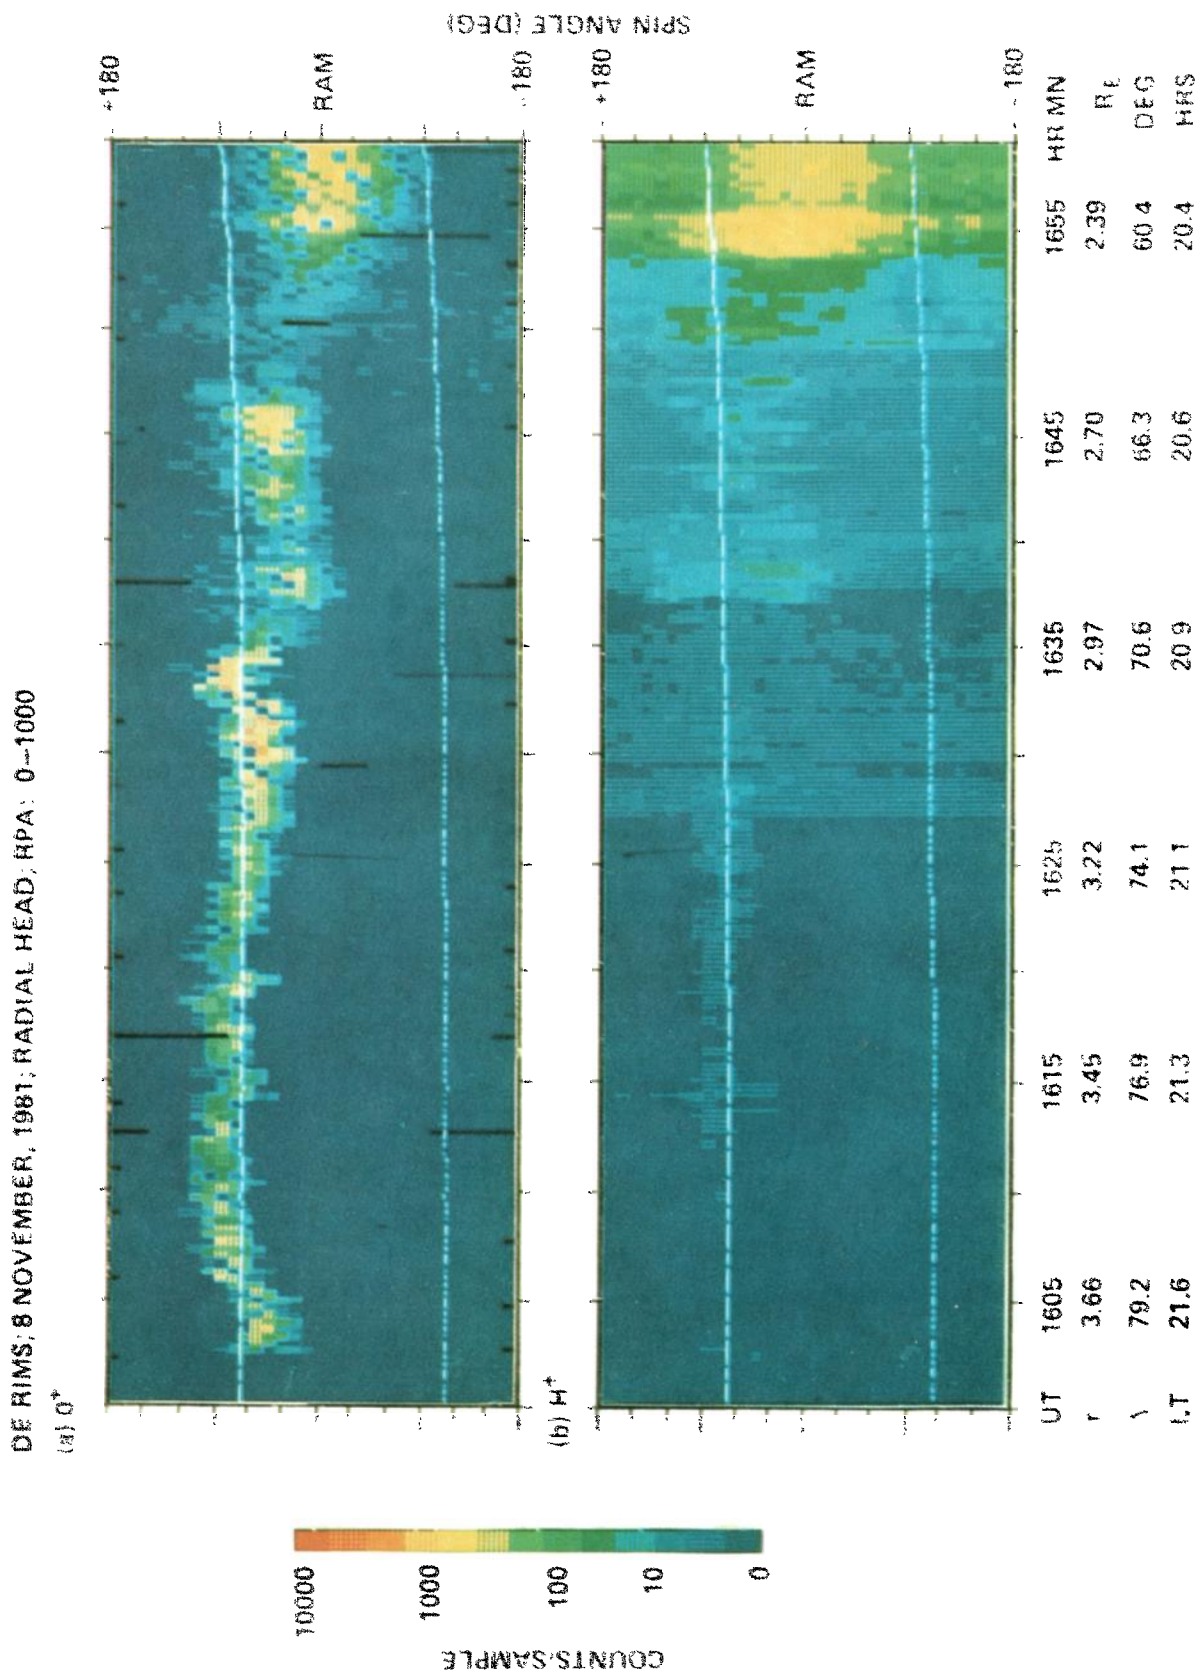 DE RIMS; 8 NOVEMBER, 1981; RADIAL HEAD; RPA: 0–1000
(a) O⁺
+180
RAM
-180
SPIN ANGLE (DEG)
(b) H⁺
+180
RAM
-180
UT 1605 1615 1625 1635 1645 1655 HR MN
r 3.66 3.45 3.22 2.97 2.70 2.39 R_E
79.2 76.9 74.1 70.6 66.3 60.4 DEG
LT 21.6 21.3 21.1 20.9 20.6 20.4 HRS
10000
1000
100
10
0
COUNTS/SAMPLE